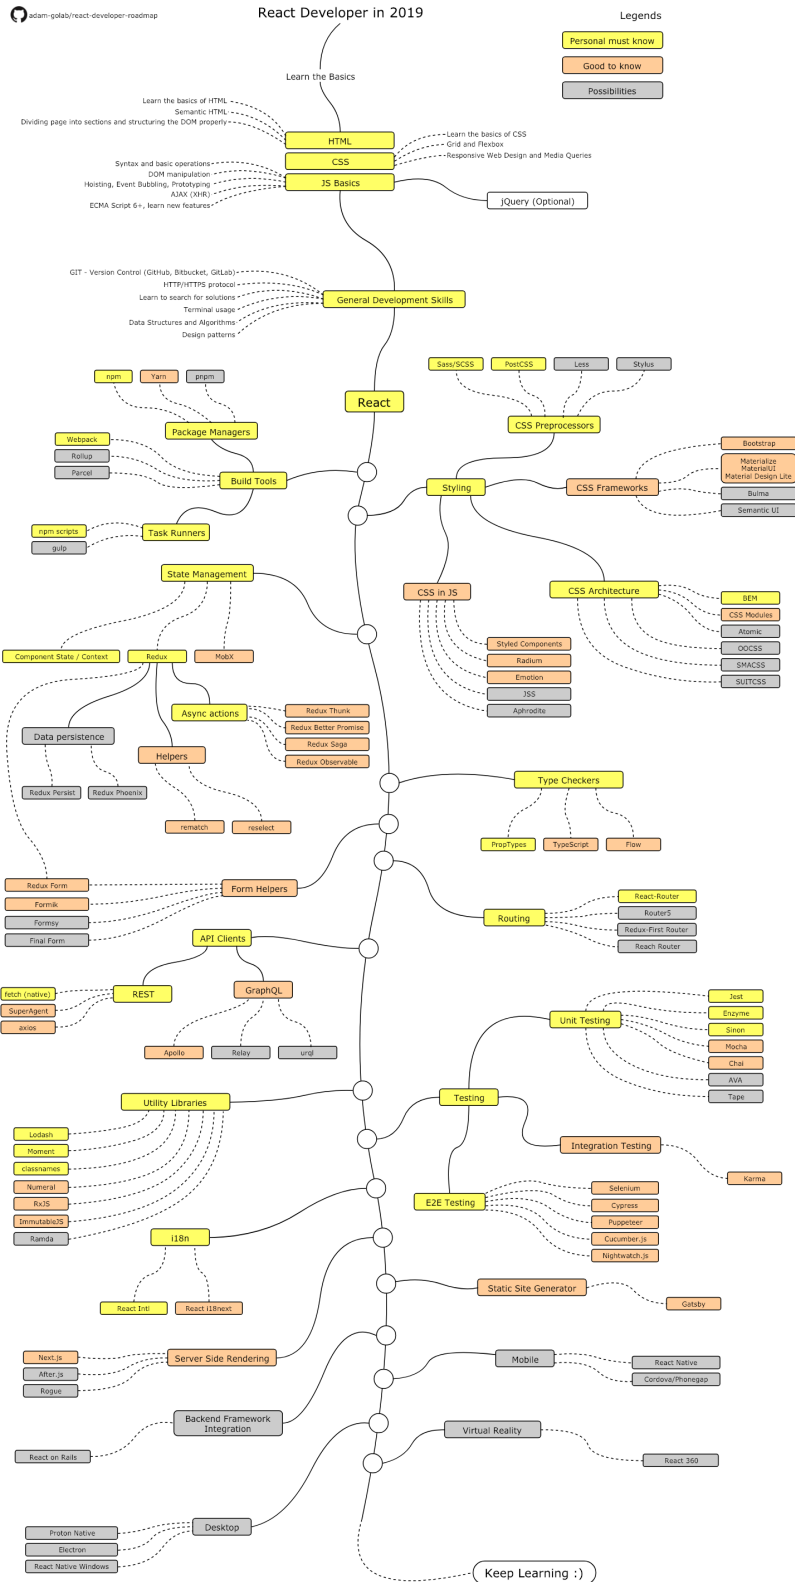 adam-golab/react-developer-roadmap
React Developer in 2019
Legends
Personal must know
Good to know
Possibilities
Learn the Basics
Learn the basics of HTML
Semantic HTML
Dividing page into sections and structuring the DOM properly
HTML
CSS
JS Basics
Learn the basics of CSS
Grid and Flexbox
Responsive Web Design and Media Queries
Syntax and basic operations
DOM manipulation
Hoisting, Event Bubbling, Prototyping
AJAX (XHR)
ECMA Script 6+, learn new features
jQuery (Optional)
GIT - Version Control (GitHub, Bitbucket, GitLab)
HTTP/HTTPS protocol
Learn to search for solutions
Terminal usage
Data Structures and Algorithms
Design patterns
General Development Skills
React
npm
Yarn
pnpm
Package Managers
Webpack
Rollup
Parcel
Build Tools
npm scripts
gulp
Task Runners
Sass/SCSS
PostCSS
Less
Stylus
CSS Preprocessors
Styling
CSS Frameworks
Bootstrap
Materialize
MaterialUI
Material Design Lite
Bulma
Semantic UI
CSS in JS
Styled Components
Radium
Emotion
JSS
Aphrodite
CSS Architecture
BEM
CSS Modules
Atomic
OOCSS
SMACSS
SUITCSS
State Management
Component State / Context
Redux
MobX
Async actions
Redux Thunk
Redux Better Promise
Redux Saga
Redux Observable
Data persistence
Redux Persist
Redux Phoenix
Helpers
rematch
reselect
Type Checkers
PropTypes
TypeScript
Flow
Form Helpers
Redux Form
Formik
Formsy
Final Form
Routing
React-Router
Router5
Redux-First Router
Reach Router
API Clients
REST
fetch (native)
SuperAgent
axios
GraphQL
Apollo
Relay
urql
Unit Testing
Jest
Enzyme
Sinon
Mocha
Chai
AVA
Tape
Testing
Integration Testing
Karma
E2E Testing
Selenium
Cypress
Puppeteer
Cucumber.js
Nightwatch.js
Utility Libraries
Lodash
Moment
classnames
Numeral
RxJS
ImmutableJS
Ramda
i18n
React Intl
React i18next
Static Site Generator
Gatsby
Server Side Rendering
Next.js
After.js
Rogue
Mobile
React Native
Cordova/Phonegap
Backend Framework
Integration
React on Rails
Virtual Reality
React 360
Desktop
Proton Native
Electron
React Native Windows
Keep Learning :)